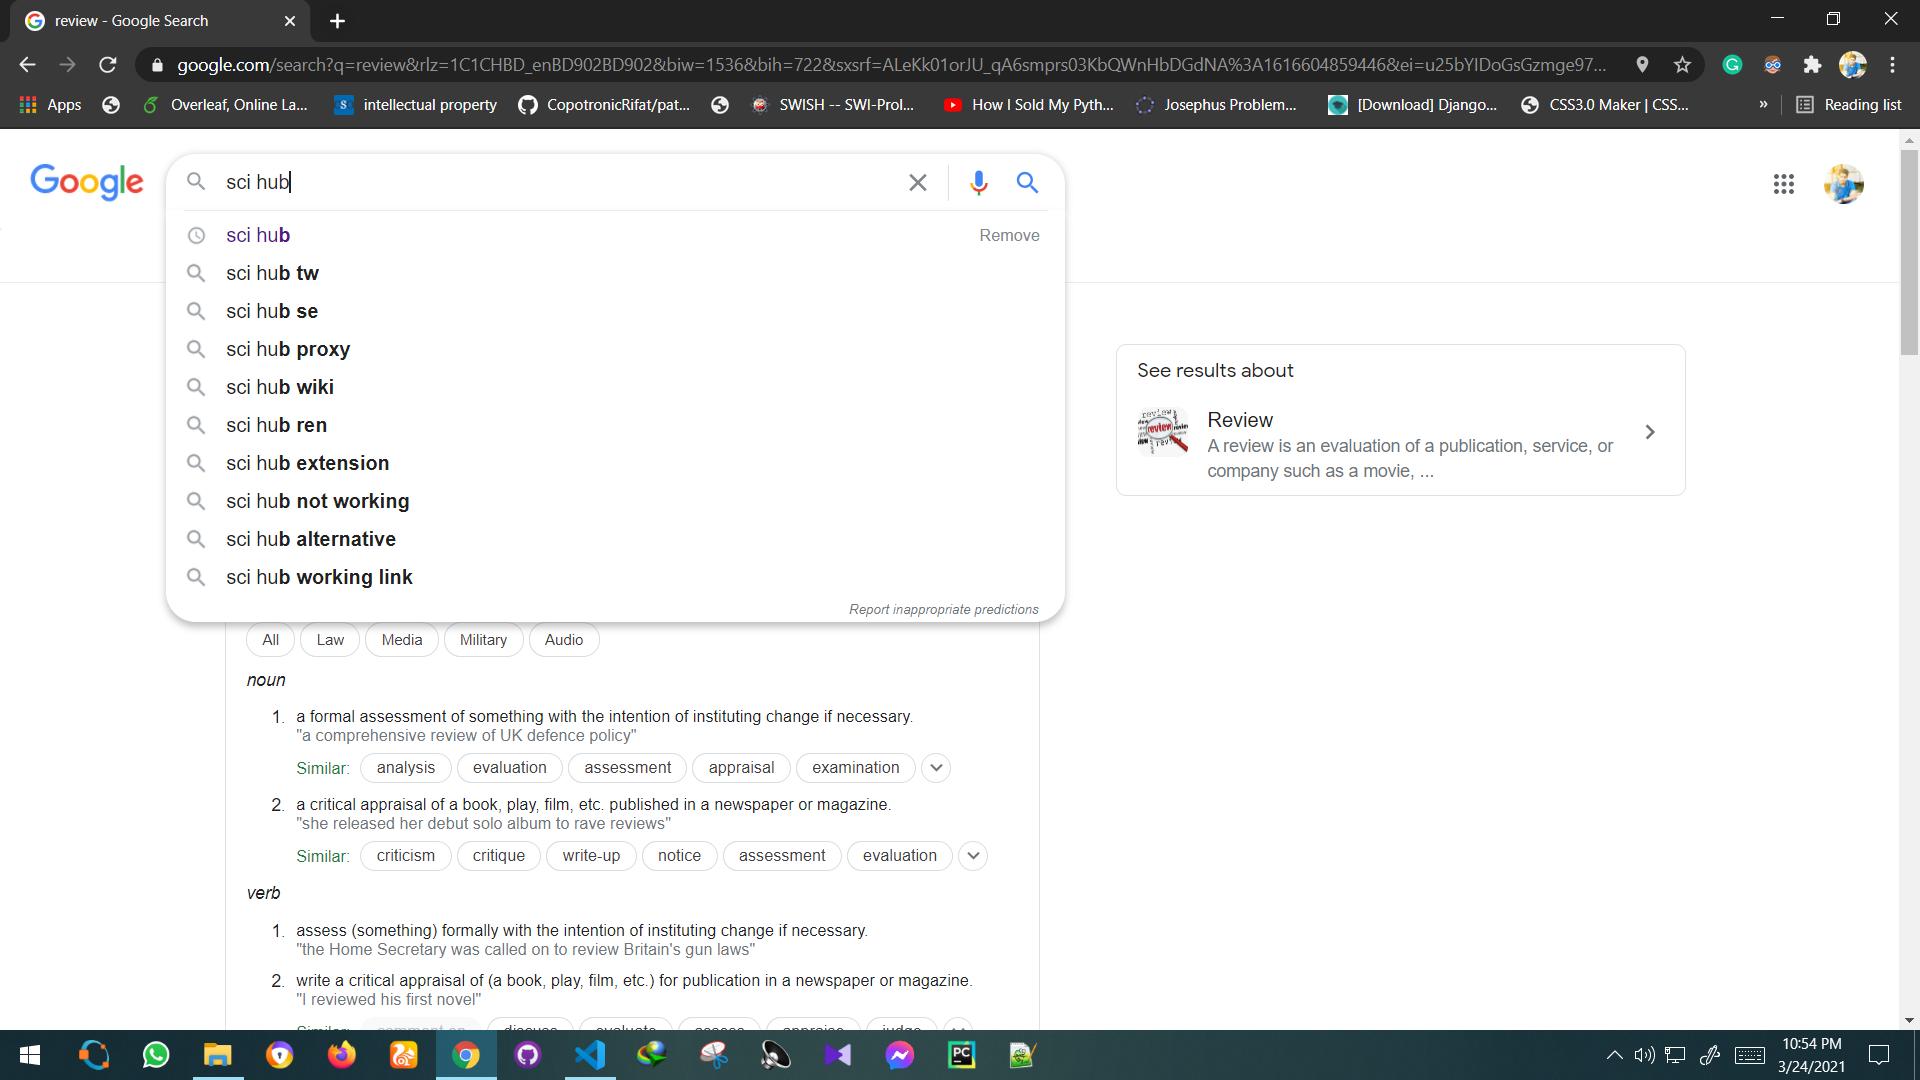 review - Google Search
google.com/search?q=review&rlz=1C1CHBD_enBD902BD902&biw=1536&bih=722&sxsrf=ALeKk01orJU_qA6smprs03KbQWnHbDGdNA%3A1616604859446&ei=u25bYIDoGsGzmge97...
Apps
Overleaf, Online La...
intellectual property
CopotronicRifat/pat...
SWISH -- SWI-Prol...
How I Sold My Pyth...
Josephus Problem...
[Download] Django...
CSS3.0 Maker | CSS...
»
Reading list
Google
sci hub
sci hub
Remove
sci hub tw
sci hub se
sci hub proxy
sci hub wiki
sci hub ren
sci hub extension
sci hub not working
sci hub alternative
sci hub working link
Report inappropriate predictions
See results about
Review
A review is an evaluation of a publication, service, or
company such as a movie, ...
All
Law
Media
Military
Audio
noun
1. a formal assessment of something with the intention of instituting change if necessary.
"a comprehensive review of UK defence policy"
Similar: analysis evaluation assessment appraisal examination
2. a critical appraisal of a book, play, film, etc. published in a newspaper or magazine.
"she released her debut solo album to rave reviews"
Similar: criticism critique write-up notice assessment evaluation
verb
1. assess (something) formally with the intention of instituting change if necessary.
"the Home Secretary was called on to review Britain's gun laws"
2. write a critical appraisal of (a book, play, film, etc.) for publication in a newspaper or magazine.
"I reviewed his first novel"
Similar: comment on discuss evaluate assess appraise judge
10:54 PM
3/24/2021